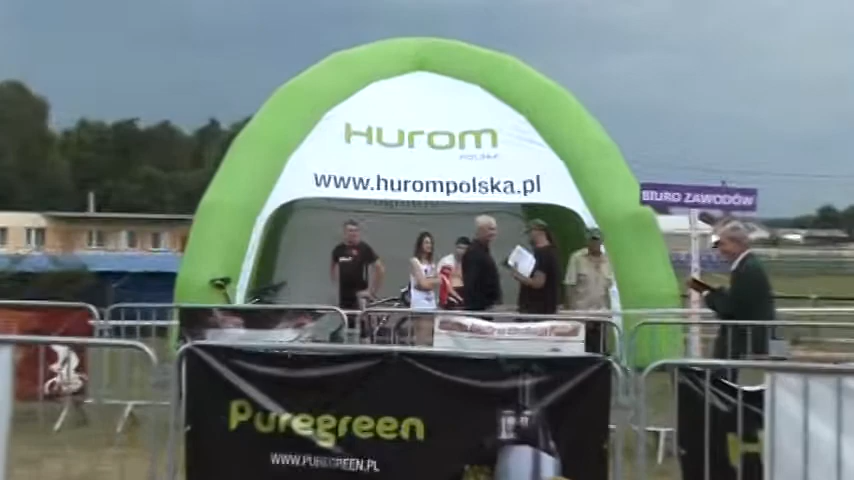 Hurom
POLSKA
www.hurompolska.pl
BIURO ZAWODÓW
Puregreen
WWW.PUREGREEN.PL